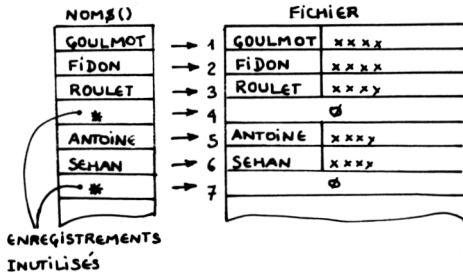 NOM$() FICHIER
GOULMOT → 1 GOULMOT xxxx
FIDON → 2 FIDON xxxx
ROULET → 3 ROULET xxxy
* → 4 ø
ANTOINE → 5 ANTOINE xxxy
SEHAN → 6 SEHAN xxxy
* → 7 ø
ENREGISTREMENTS
INUTILISÉS